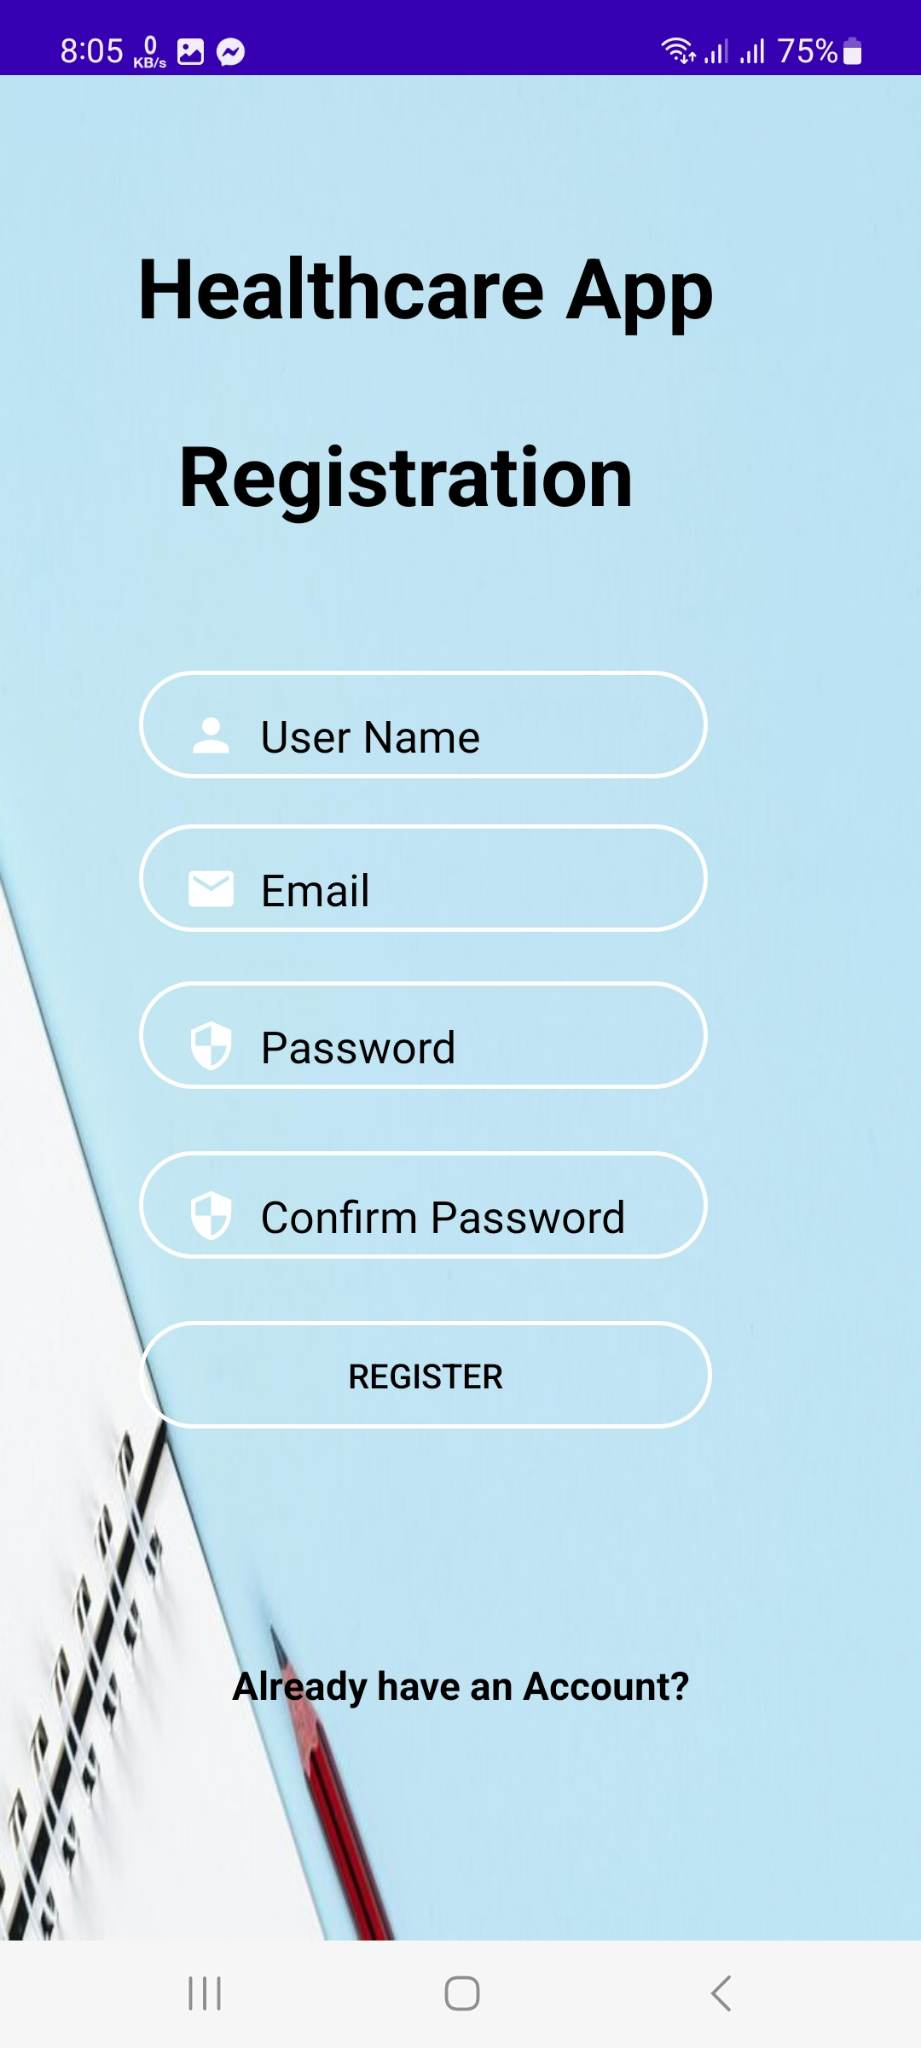 8:05 0 KB/s 75%
Healthcare App
Registration
User Name
Email
Password
Confirm Password
REGISTER
Already have an Account?